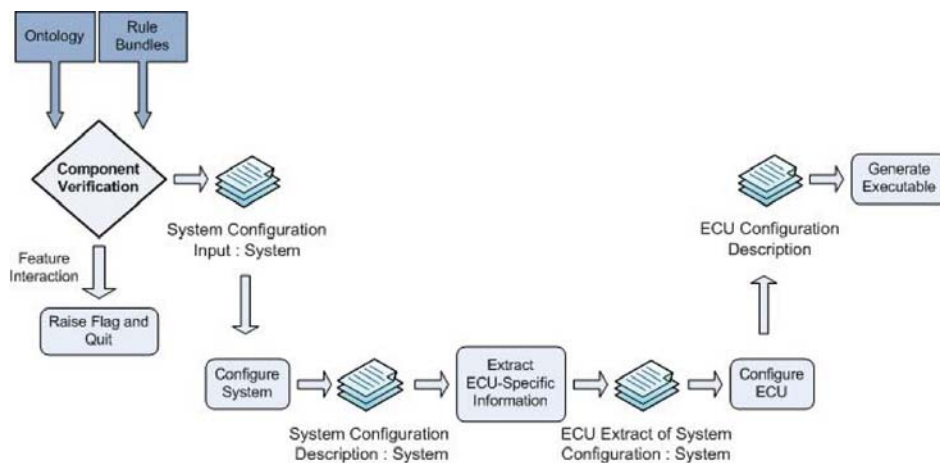 Ontology
Rule
Bundles
Component
Verification
System Configuration
Input : System
Feature
Interaction
Raise Flag and
Quit
Configure
System
System Configuration
Description : System
Extract
ECU-Specific
Information
ECU Extract of System
Configuration : System
Configure
ECU
ECU Configuration
Description
Generate
Executable